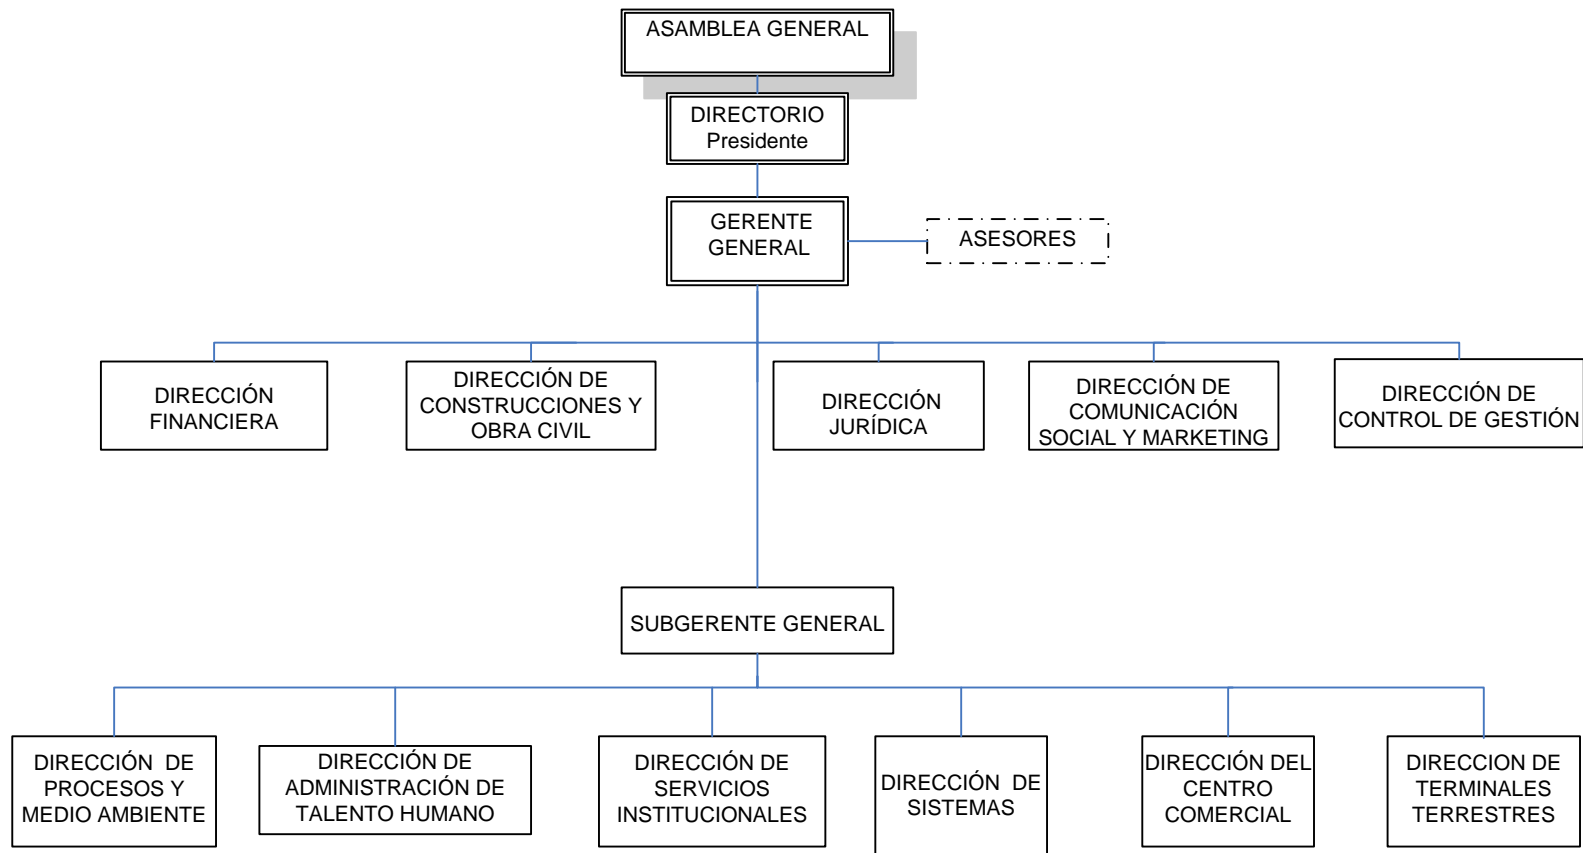 ASAMBLEA GENERAL
DIRECTORIO
Presidente
GERENTE
GENERAL
ASESORES
DIRECCIÓN
FINANCIERA
DIRECCIÓN DE
CONSTRUCCIONES Y
OBRA CIVIL
DIRECCIÓN
JURÍDICA
DIRECCIÓN DE
COMUNICACIÓN
SOCIAL Y MARKETING
DIRECCIÓN DE
CONTROL DE GESTIÓN
SUBGERENTE GENERAL
DIRECCIÓN DE
PROCESOS Y
MEDIO AMBIENTE
DIRECCIÓN DE
ADMINISTRACIÓN DE
TALENTO HUMANO
DIRECCIÓN DE
SERVICIOS
INSTITUCIONALES
DIRECCIÓN DE
SISTEMAS
DIRECCIÓN DEL
CENTRO
COMERCIAL
DIRECCION DE
TERMINALES
TERRESTRES